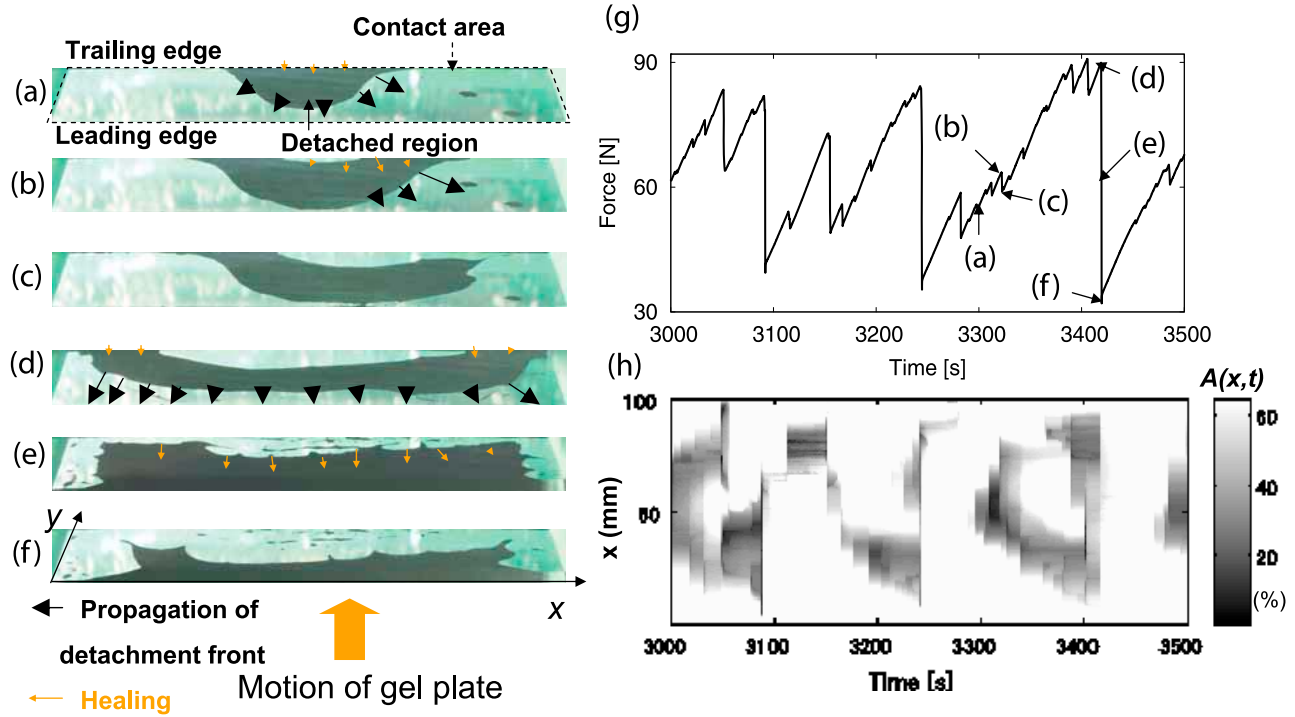 Trailing edge
Contact area
(a)
Leading edge
Detached region
(b)
(c)
(d)
(e)
y
(f)
x
Propagation of
detachment front
Healing
Motion of gel plate
(g)
90
60
30
Force [N]
(a)
(b)
(c)
(d)
(e)
(f)
3000 3100 3200 3300 3400 3500
Time [s]
(h)
A(x,t)
100
50
x (mm)
60
40
20
(%)
3000 3100 3200 3300 3400 3500
Time [s]